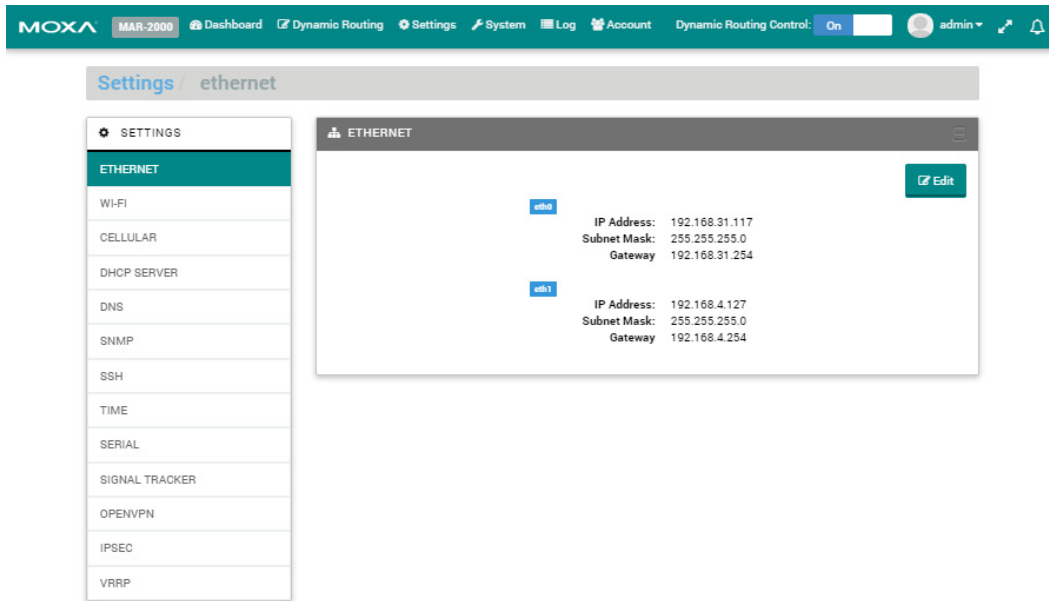 MOXA MAR-2000 Dashboard Dynamic Routing Settings System Log Account Dynamic Routing Control: On admin
Settings / ethernet
SETTINGS
ETHERNET
WI-FI
CELLULAR
DHCP SERVER
DNS
SNMP
SSH
TIME
SERIAL
SIGNAL TRACKER
OPENVPN
IPSEC
VRRP
ETHERNET
Edit
eth0
IP Address: 192.168.31.117
Subnet Mask: 255.255.255.0
Gateway 192.168.31.254
eth1
IP Address: 192.168.4.127
Subnet Mask: 255.255.255.0
Gateway 192.168.4.254